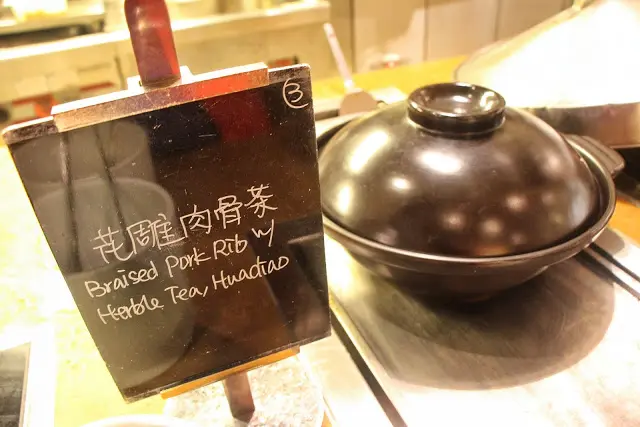 ③
花雕肉骨茶
Braised Pork Rib w/
Herble Tea, Huadiao